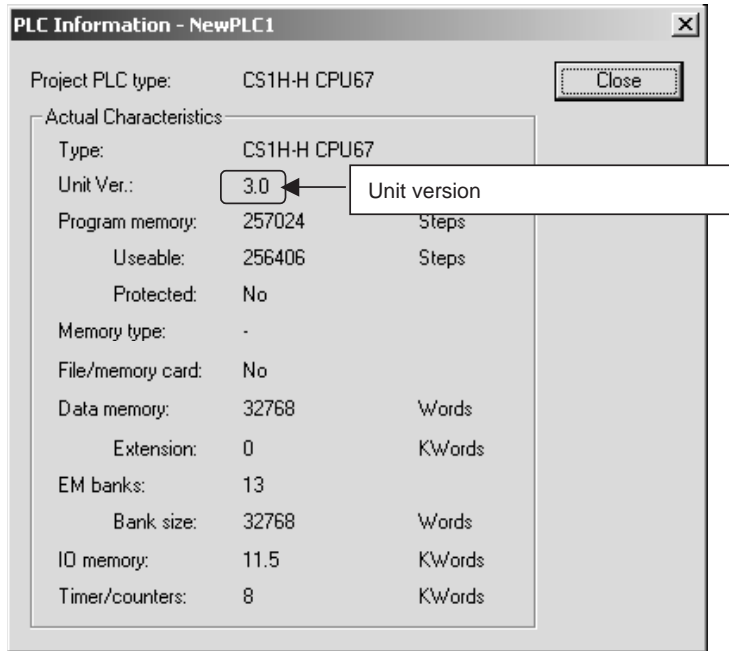 PLC Information - NewPLC1
Project PLC type: CS1H-H CPU67 Close
Actual Characteristics
Type: CS1H-H CPU67
Unit Ver.: 3.0 Unit version
Program memory: 257024 Steps
Useable: 256406 Steps
Protected: No
Memory type: -
File/memory card: No
Data memory: 32768 Words
Extension: 0 KWords
EM banks: 13
Bank size: 32768 Words
IO memory: 11.5 KWords
Timer/counters: 8 KWords